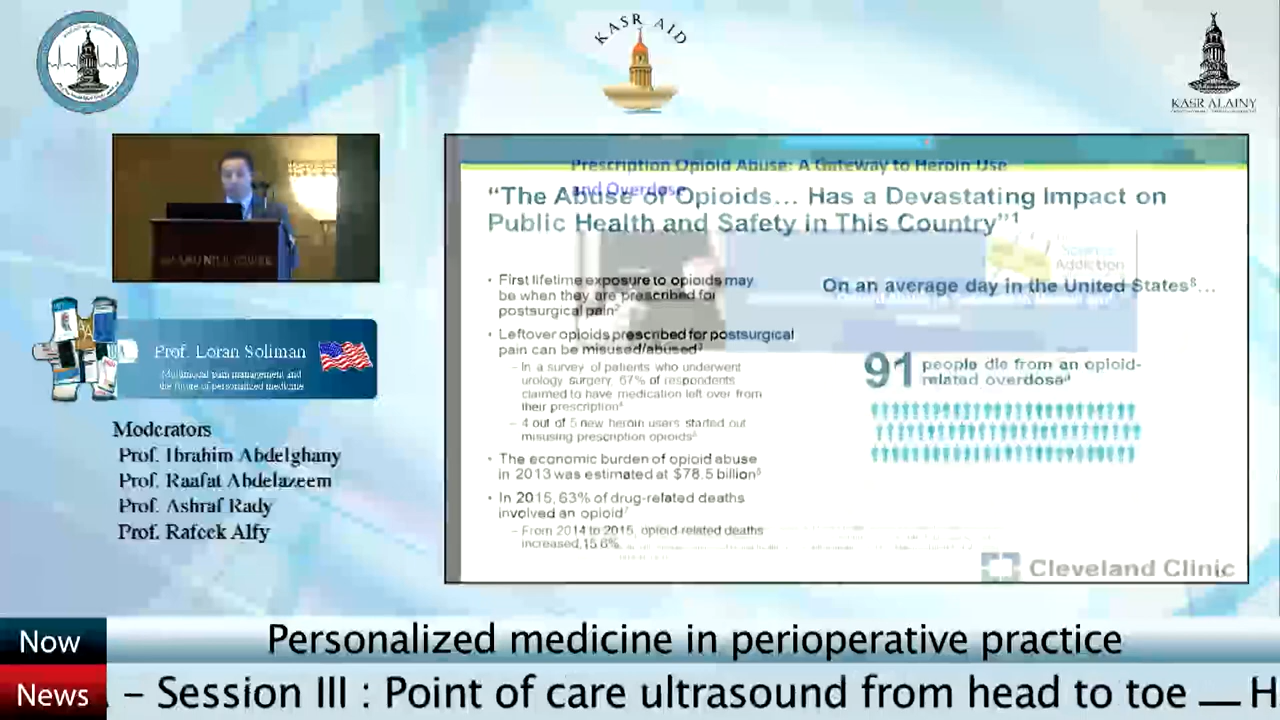 KASR AID
KASR ALAINY
Prof. Loran Soliman
Multimodal pain management and
the future of personalized medicine
Moderators
Prof. Ibrahim Abdelghany
Prof. Raafat Abdelazeem
Prof. Ashraf Rady
Prof. Rafeek Alfy
Prescription Opioid Abuse: A Gateway to Heroin Use
and Overdose
“The Abuse of Opioids… Has a Devastating Impact on
Public Health and Safety in This Country”¹
• First lifetime exposure to opioids may
be when they are prescribed for
postsurgical pain²
• Leftover opioids prescribed for postsurgical
pain can be misused/abused³
– In a survey of patients who underwent
urology surgery, 67% of respondents
claimed to have medication left over from
their prescription⁴
– 4 out of 5 new heroin users started out
misusing prescription opioids⁵
• The economic burden of opioid abuse
in 2013 was estimated at $78.5 billion⁶
• In 2015, 63% of drug-related deaths
involved an opioid⁷
– From 2014 to 2015, opioid-related deaths
increased 15.6%
Addiction
On an average day in the United States⁸…
91 people die from an opioid-
related overdose⁹
Cleveland Clinic
Now
Personalized medicine in perioperative practice
News
– Session III : Point of care ultrasound from head to toe __ H